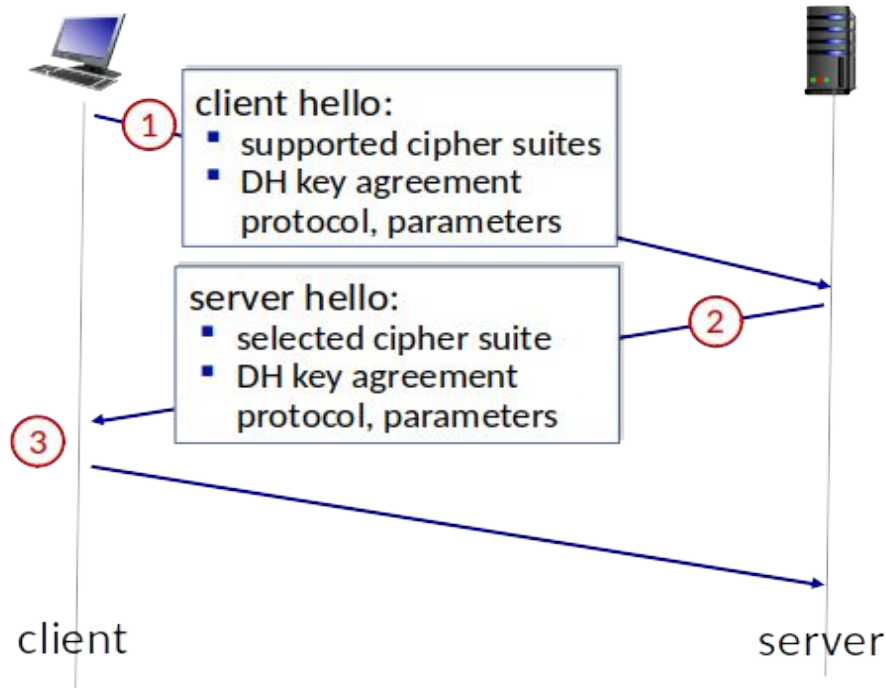 1
client hello:
▪ supported cipher suites
▪ DH key agreement
protocol, parameters
server hello:
▪ selected cipher suite
▪ DH key agreement
protocol, parameters
2
3
client
server